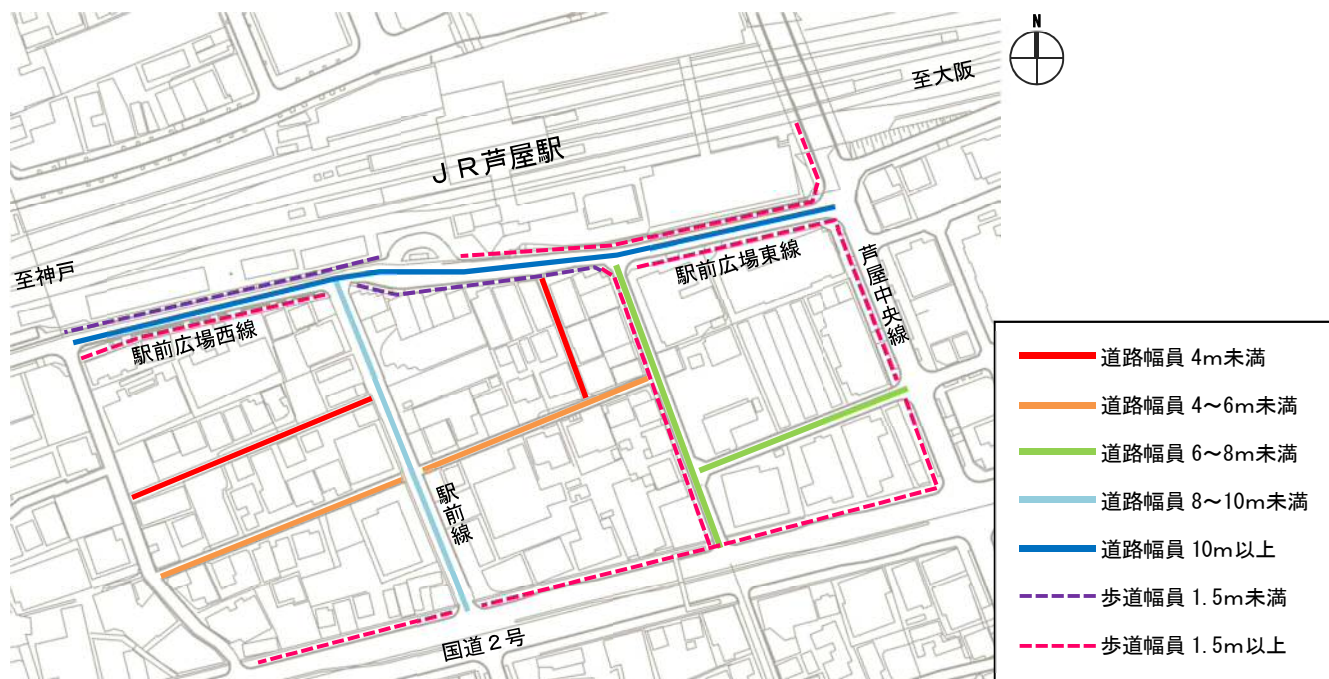 N
至大阪
ＪＲ芦屋駅
至神戸
駅前広場東線
芦屋中央線
駅前広場西線
駅前線
国道２号
道路幅員 4ｍ未満
道路幅員 4～6ｍ未満
道路幅員 6～8ｍ未満
道路幅員 8～10ｍ未満
道路幅員 10ｍ以上
歩道幅員 1.5ｍ未満
歩道幅員 1.5ｍ以上